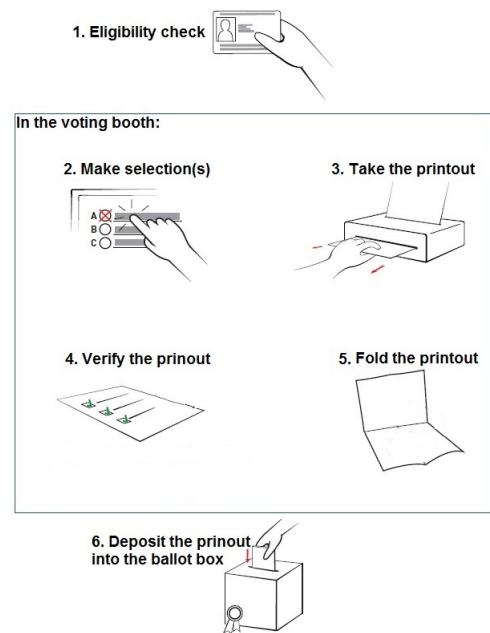 1. Eligibility check
In the voting booth:
2. Make selection(s)
3. Take the printout
A
B
C
4. Verify the prinout
5. Fold the printout
6. Deposit the prinout
into the ballot box